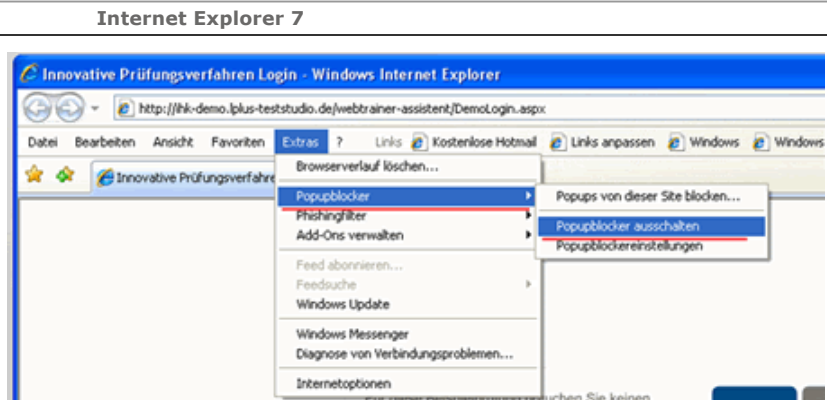 Internet Explorer 7
Innovative Prüfungsverfahren Login - Windows Internet Explorer
http://ihk-demo.lplus-teststudio.de/webtrainer-assistent/DemoLogin.aspx
Datei Bearbeiten Ansicht Favoriten Extras ? Links Kostenlose Hotmail Links anpassen Windows Windows
Innovative Prüfungsverfahre
Browserverlauf löschen...
Popupblocker
Phishingfilter
Add-Ons verwalten
Feed abonnieren...
Feedsuche
Windows Update
Windows Messenger
Diagnose von Verbindungsproblemen...
Internetoptionen
Popups von dieser Site blocken...
Popupblocker ausschalten
Popupblockereinstellungen
Sie keinen